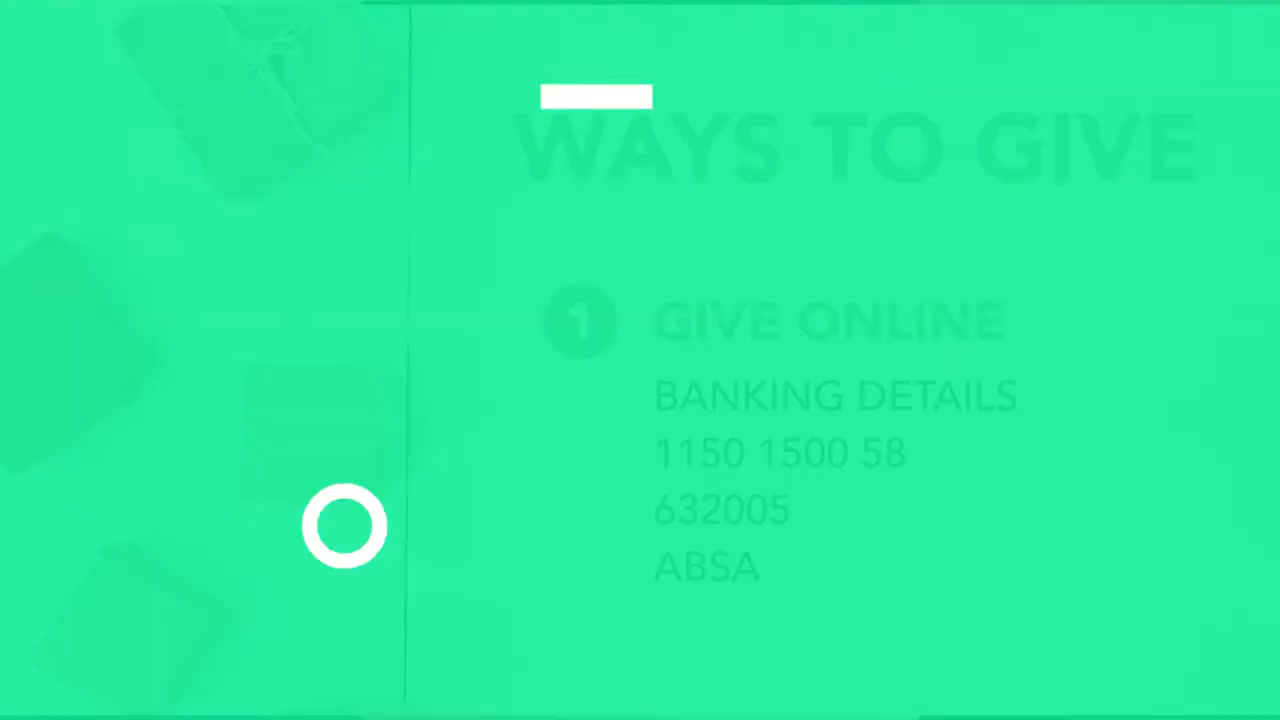 WAYS TO GIVE
1 GIVE ONLINE
BANKING DETAILS
1150 1500 58
632005
ABSA